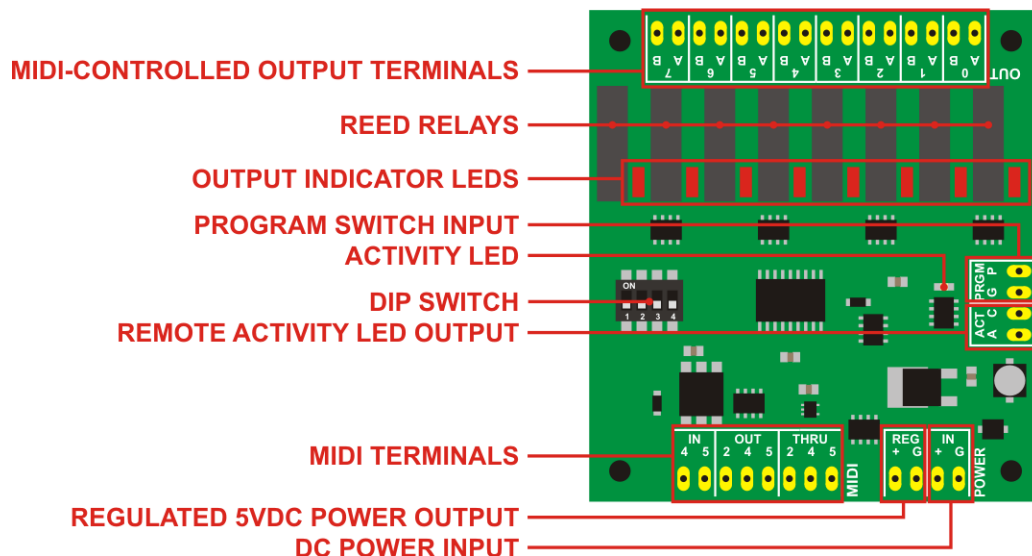 MIDI-CONTROLLED OUTPUT TERMINALS
REED RELAYS
OUTPUT INDICATOR LEDS
PROGRAM SWITCH INPUT
ACTIVITY LED
DIP SWITCH
REMOTE ACTIVITY LED OUTPUT
MIDI TERMINALS
REGULATED 5VDC POWER OUTPUT
DC POWER INPUT
B A B A B A B A B A B A B A B A
7 6 5 4 3 2 1 0 OUT
PRGM
G P
ACT
A C
ON
1 2 3 4
IN OUT THRU
4 5 2 4 5 2 4 5
MIDI
REG IN
+ G + G
POWER